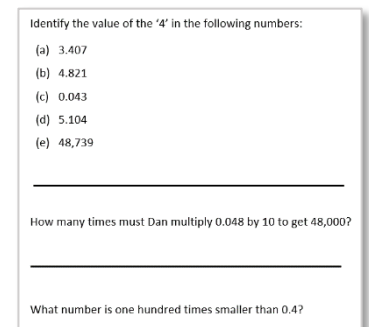 Identify the value of the ‘4’ in the following numbers:
(a) 3.407
(b) 4.821
(c) 0.043
(d) 5.104
(e) 48,739
How many times must Dan multiply 0.048 by 10 to get 48,000?
What number is one hundred times smaller than 0.4?